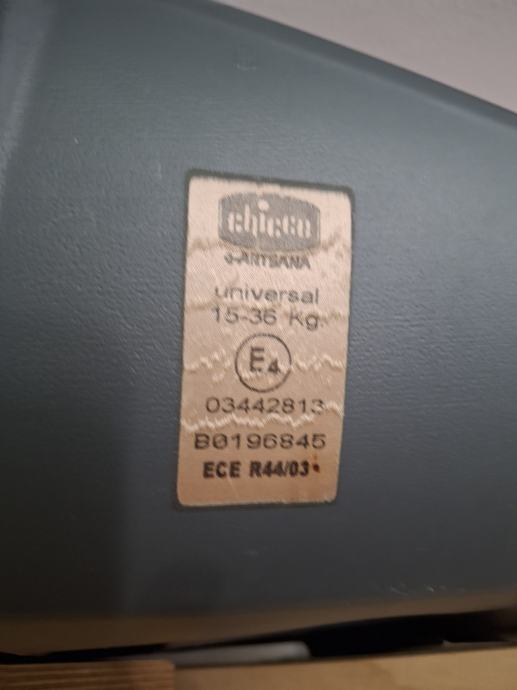 chicco
ARTSANA
universal
15-36 Kg.
E4
03442813
B0196845
ECE R44/03